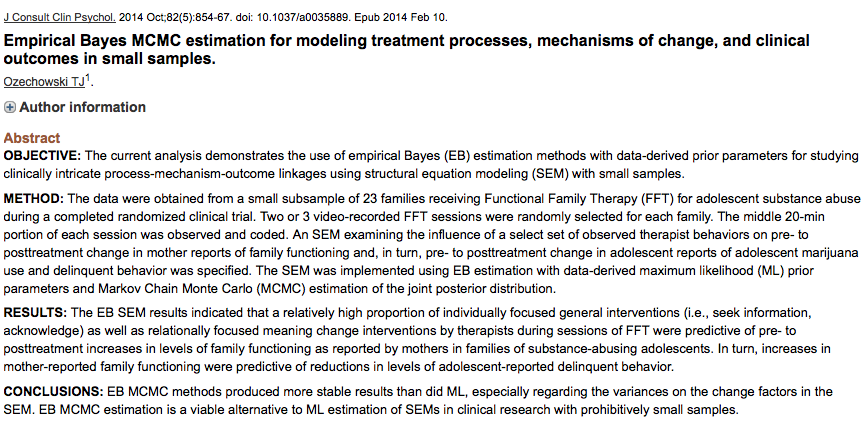 J Consult Clin Psychol. 2014 Oct;82(5):854-67. doi: 10.1037/a0035889. Epub 2014 Feb 10.
Empirical Bayes MCMC estimation for modeling treatment processes, mechanisms of change, and clinical
outcomes in small samples.
Ozechowski TJ1.
Author information
Abstract
OBJECTIVE: The current analysis demonstrates the use of empirical Bayes (EB) estimation methods with data-derived prior parameters for studying
clinically intricate process-mechanism-outcome linkages using structural equation modeling (SEM) with small samples.
METHOD: The data were obtained from a small subsample of 23 families receiving Functional Family Therapy (FFT) for adolescent substance abuse
during a completed randomized clinical trial. Two or 3 video-recorded FFT sessions were randomly selected for each family. The middle 20-min
portion of each session was observed and coded. An SEM examining the influence of a select set of observed therapist behaviors on pre- to
posttreatment change in mother reports of family functioning and, in turn, pre- to posttreatment change in adolescent reports of adolescent marijuana
use and delinquent behavior was specified. The SEM was implemented using EB estimation with data-derived maximum likelihood (ML) prior
parameters and Markov Chain Monte Carlo (MCMC) estimation of the joint posterior distribution.
RESULTS: The EB SEM results indicated that a relatively high proportion of individually focused general interventions (i.e., seek information,
acknowledge) as well as relationally focused meaning change interventions by therapists during sessions of FFT were predictive of pre- to
posttreatment increases in levels of family functioning as reported by mothers in families of substance-abusing adolescents. In turn, increases in
mother-reported family functioning were predictive of reductions in levels of adolescent-reported delinquent behavior.
CONCLUSIONS: EB MCMC methods produced more stable results than did ML, especially regarding the variances on the change factors in the
SEM. EB MCMC estimation is a viable alternative to ML estimation of SEMs in clinical research with prohibitively small samples.